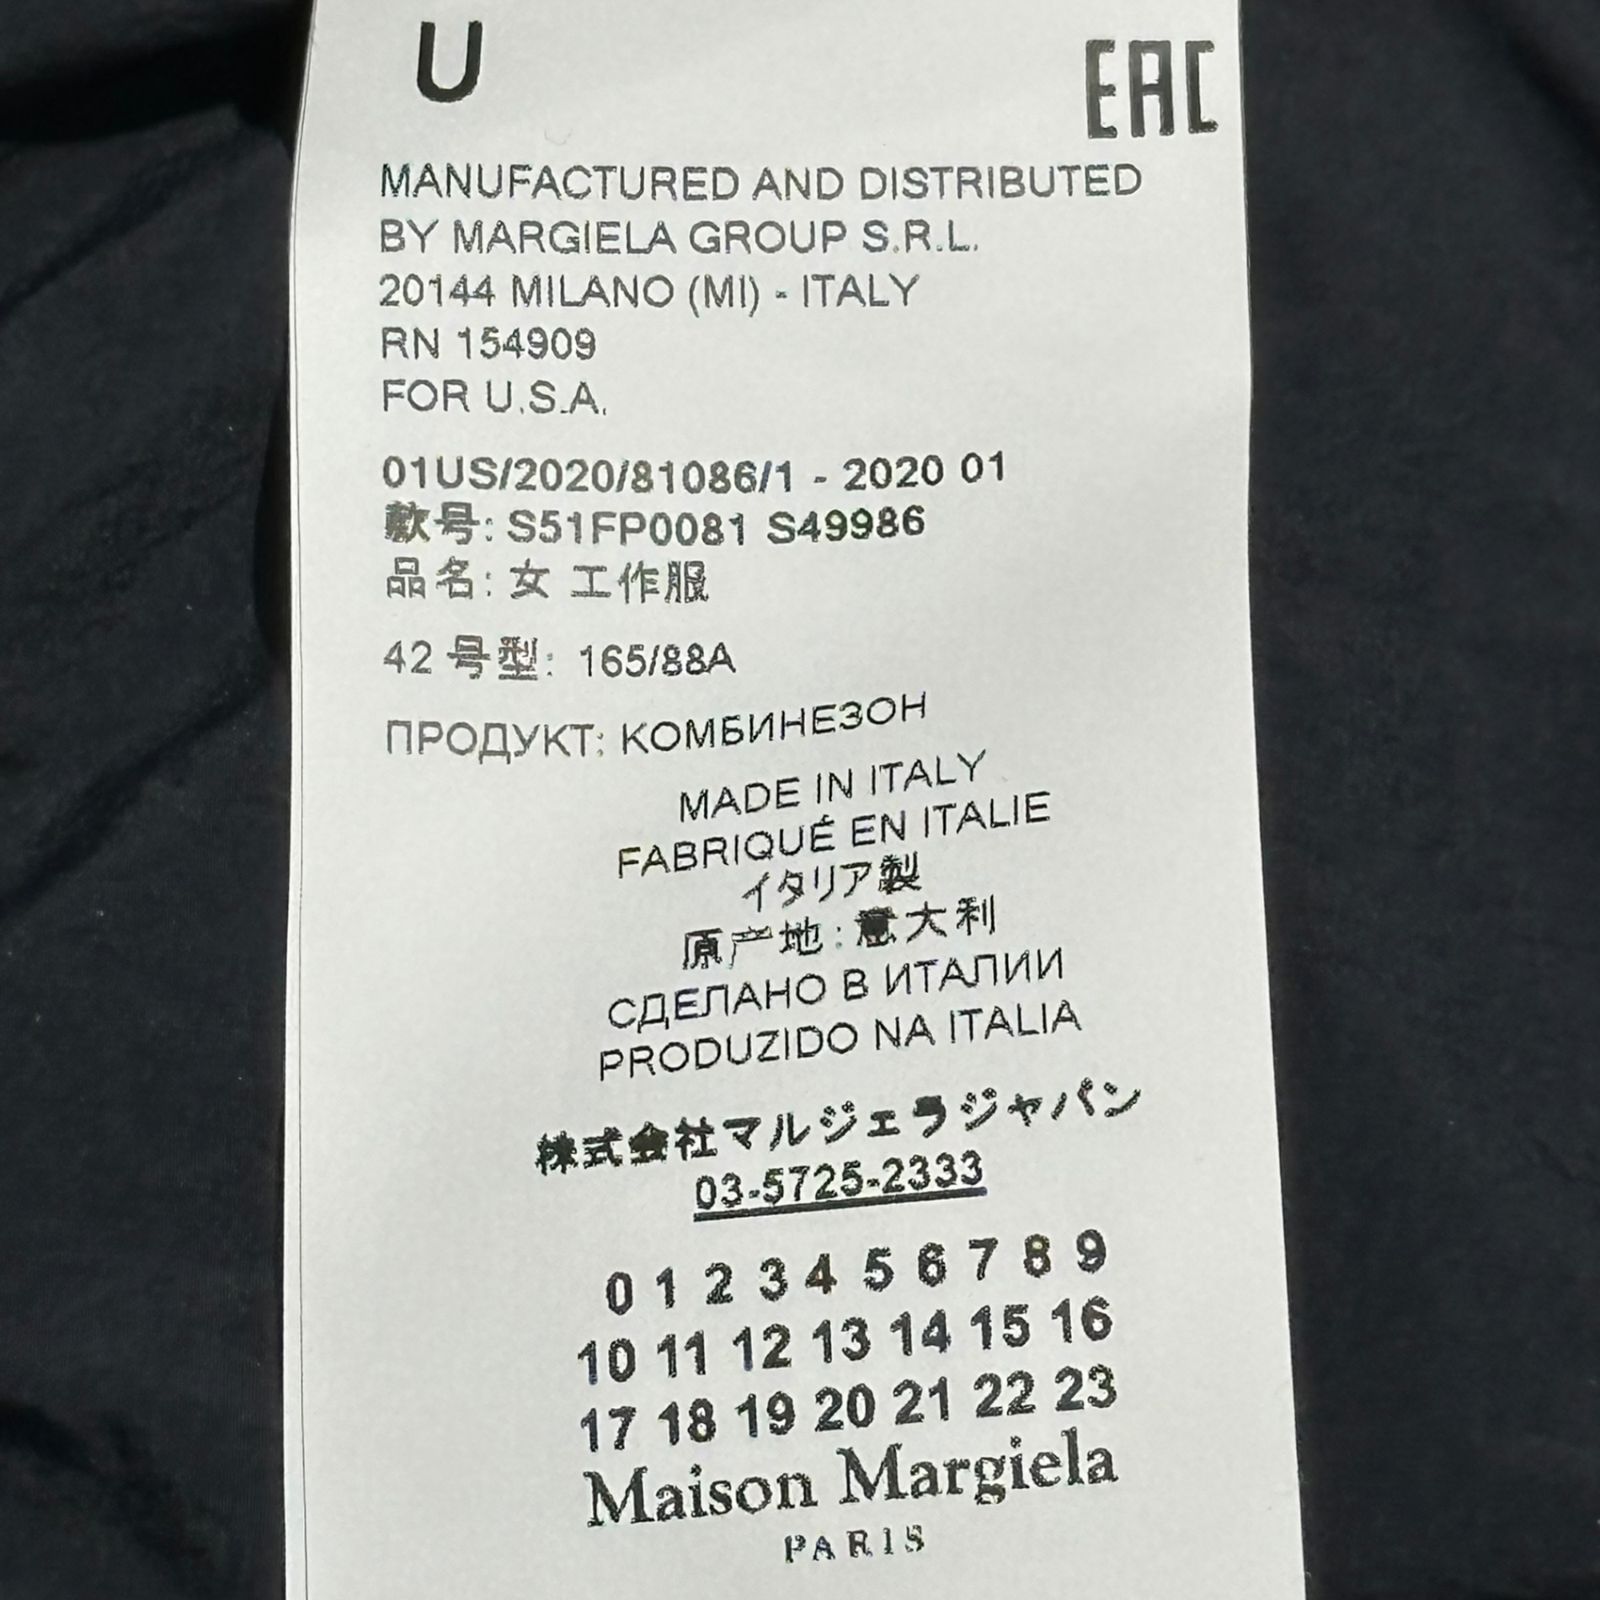 U
EAC
MANUFACTURED AND DISTRIBUTED
BY MARGIELA GROUP S.R.L.
20144 MILANO (MI) - ITALY
RN 154909
FOR U.S.A.
01US/2020/81086/1 - 2020 01
款号: S51FP0081 S49986
品名: 女 工作服
42 号型: 165/88A
ПРОДУКТ: КОМБИНЕЗОН
MADE IN ITALY
FABRIQUÉ EN ITALIE
イタリア製
原产地: 意大利
СДЕЛАНО В ИТАЛИИ
PRODUZIDO NA ITALIA
株式会社マルジェラジャパン
03-5725-2333
0 1 2 3 4 5 6 7 8 9
10 11 12 13 14 15 16
17 18 19 20 21 22 23
Maison Margiela
PARIS